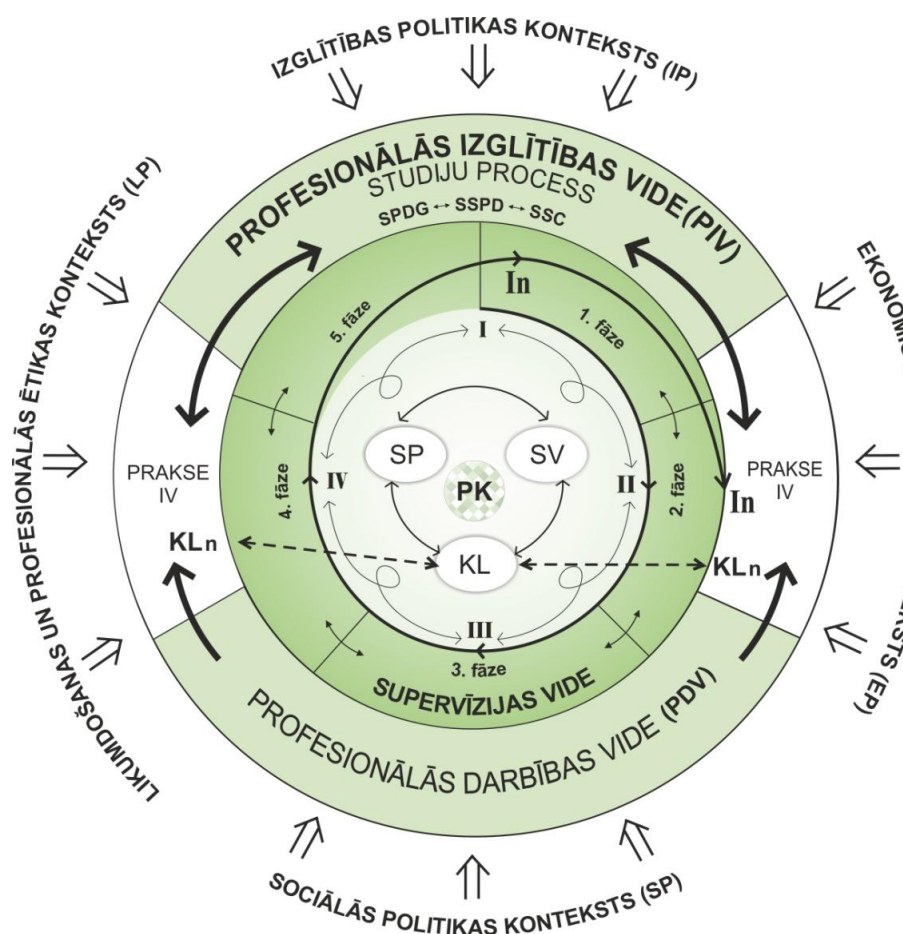 IZGLĪTĪBAS POLITIKAS KONTEKSTS (IP)
LIKUMDOŠANAS UN PROFESIONĀLĀS ĒTIKAS KONTEKSTS (LP)
PROFESIONĀLĀS IZGLĪTĪBAS VIDE(PIV)
STUDIJU PROCESS
SPDG ↔ SSPD ↔ SSC
In
5. fāze
1. fāze
I
SP
SV
PRAKSE
IV
4. fāze
IV
PK
II
2. fāze
In
PRAKSE
IV
KLn
KL
KLn
III
3. fāze
SUPERVĪZIJAS VIDE
PROFESIONĀLĀS DARBĪBAS VIDE (PDV)
SOCIĀLĀS POLITIKAS KONTEKSTS (SP)
(EP)